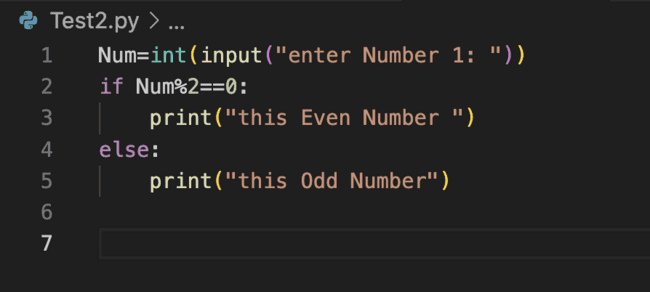 Test2.py > ...
1 Num=int(input("enter Number 1: "))
2 if Num%2==0:
3     print("this Even Number ")
4 else:
5     print("this Odd Number")
6
7